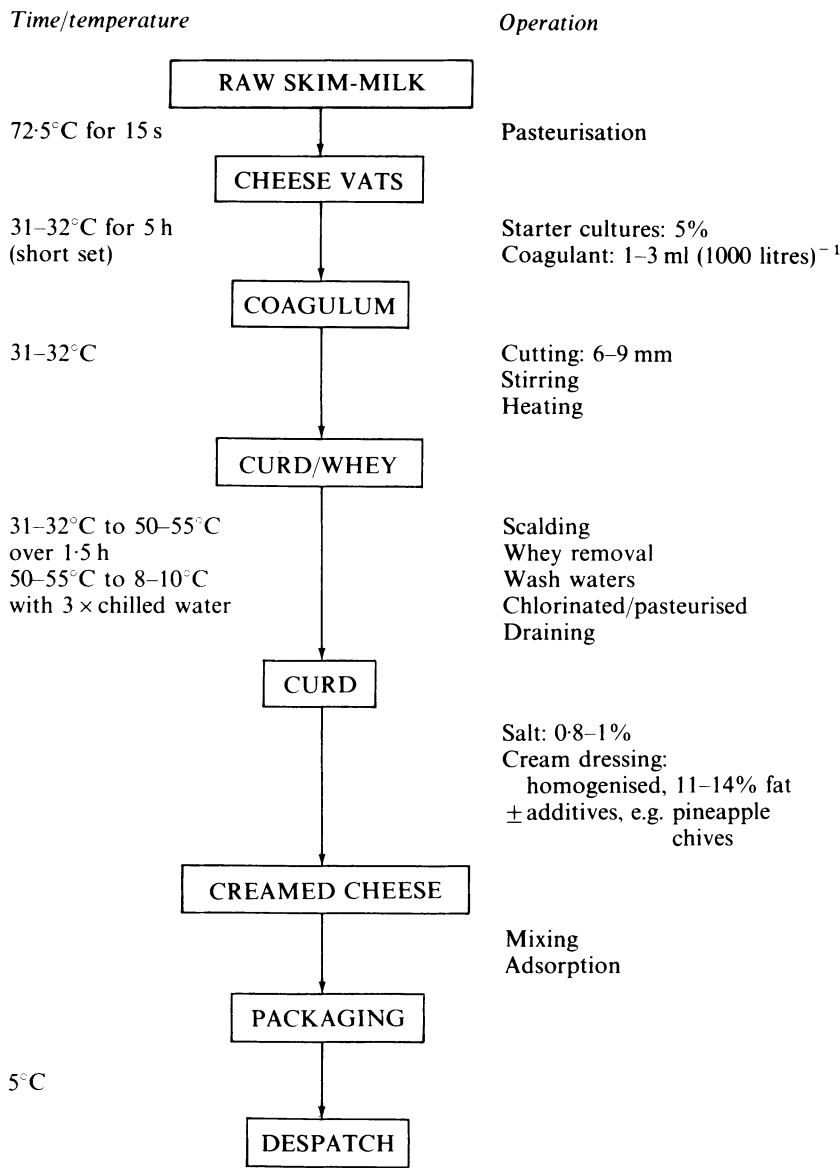 Time/temperature Operation
RAW SKIM-MILK
72·5°C for 15 s Pasteurisation
CHEESE VATS
31–32°C for 5 h Starter cultures: 5%
(short set) Coagulant: 1–3 ml (1000 litres)⁻¹
COAGULUM
31–32°C Cutting: 6–9 mm
Stirring
Heating
CURD/WHEY
31–32°C to 50–55°C Scalding
over 1·5 h Whey removal
50–55°C to 8–10°C Wash waters
with 3 × chilled water Chlorinated/pasteurised
Draining
CURD
Salt: 0·8–1%
Cream dressing:
homogenised, 11–14% fat
± additives, e.g. pineapple
chives
CREAMED CHEESE
Mixing
Adsorption
PACKAGING
5°C
DESPATCH